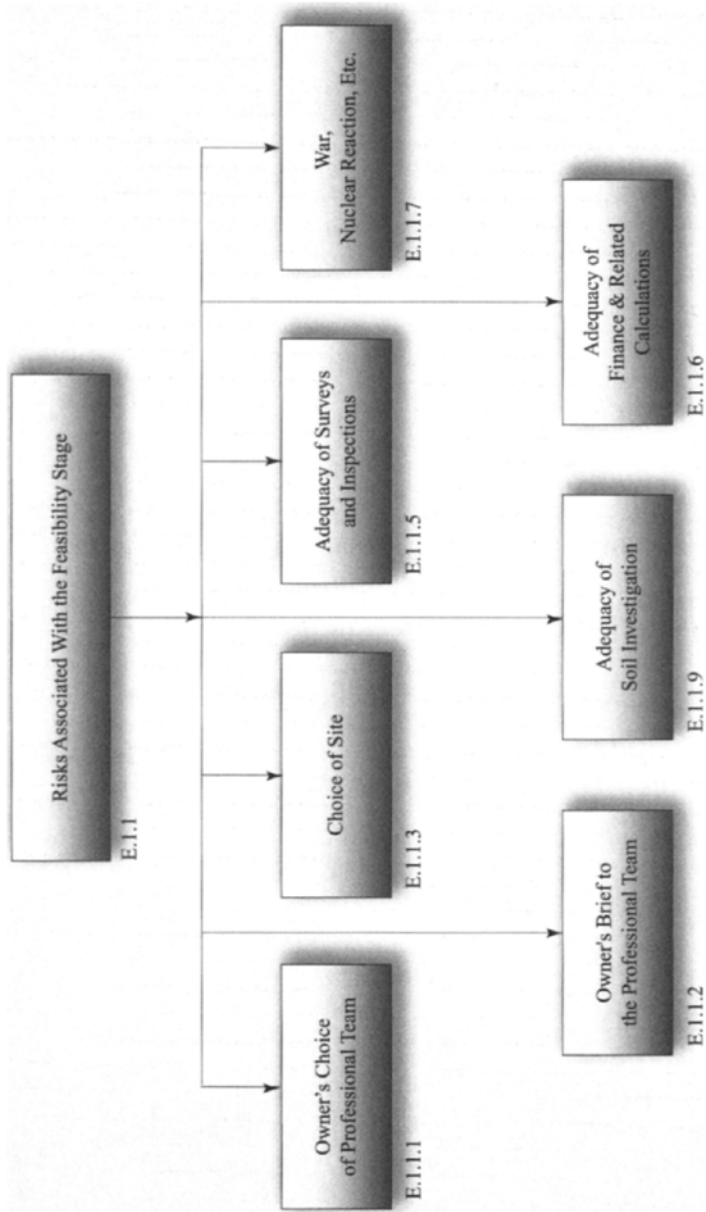 Risks Associated With the Feasibility Stage
E.1.1
Owner's Choice
of Professional Team
E.1.1.1
Choice of Site
E.1.1.3
Adequacy of Surveys
and Inspections
E.1.1.5
War,
Nuclear Reaction, Etc.
E.1.1.7
Owner's Brief to
the Professional Team
E.1.1.2
Adequacy of
Soil Investigation
E.1.1.9
Adequacy of
Finance & Related
Calculations
E.1.1.6